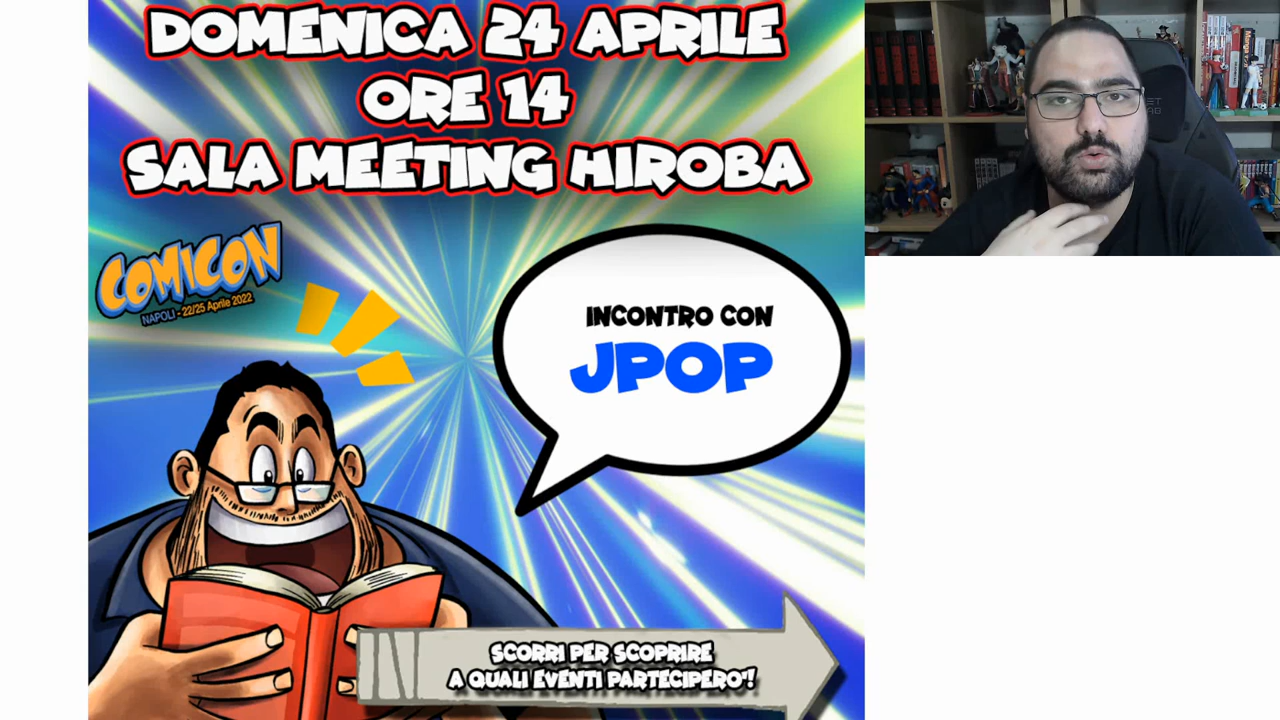 DOMENICA 24 APRILE
ORE 14
SALA MEETING HIROBA
COMICON
NAPOLI - 22/25 Aprile 2022
INCONTRO CON
JPOP
SCORRI PER SCOPRIRE
A QUALI EVENTI PARTECIPERO'!